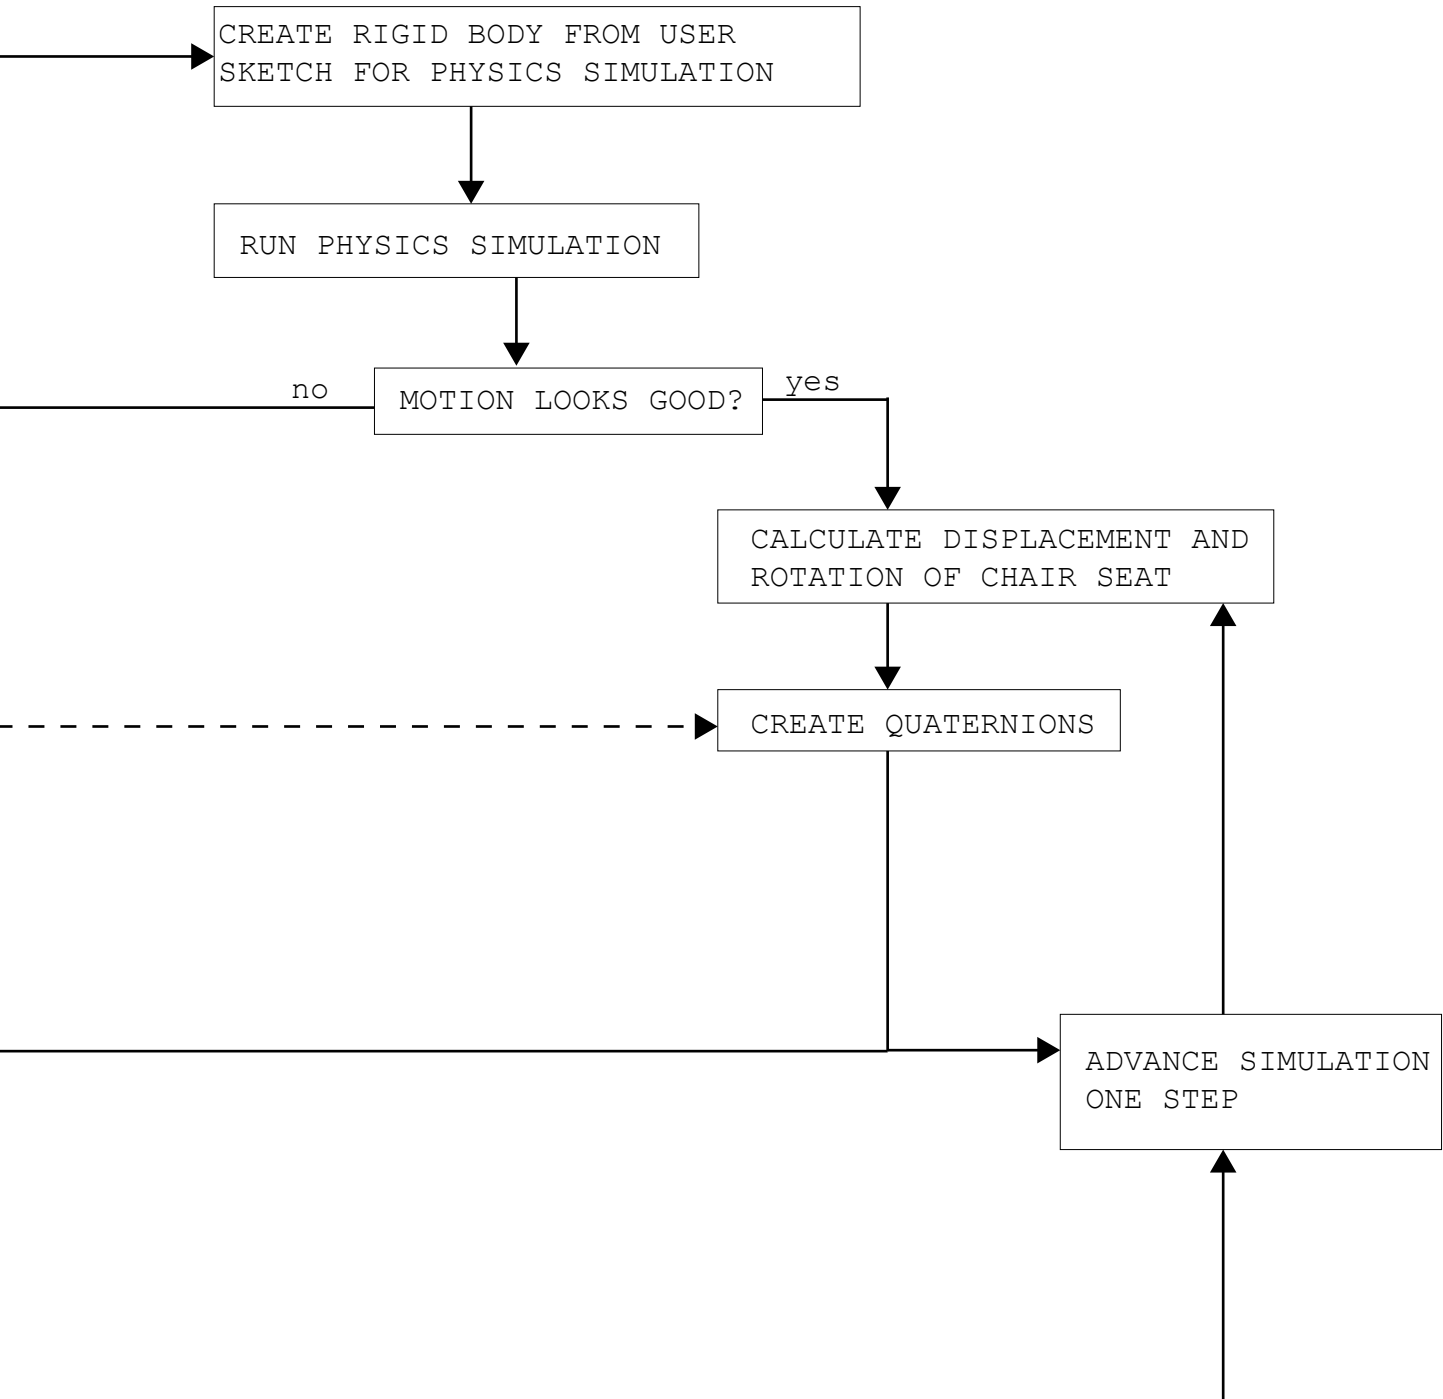 CREATE RIGID BODY FROM USER
SKETCH FOR PHYSICS SIMULATION
RUN PHYSICS SIMULATION
no
MOTION LOOKS GOOD?
yes
CALCULATE DISPLACEMENT AND
ROTATION OF CHAIR SEAT
CREATE QUATERNIONS
ADVANCE SIMULATION
ONE STEP